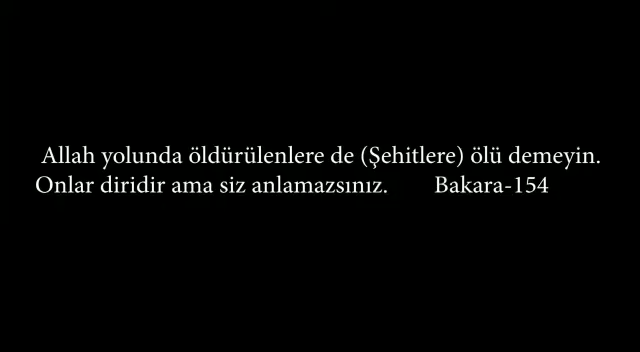 Allah yolunda öldürülenlere de (Şehitlere) ölü demeyin.
Onlar diridir ama siz anlamazsınız. Bakara-154